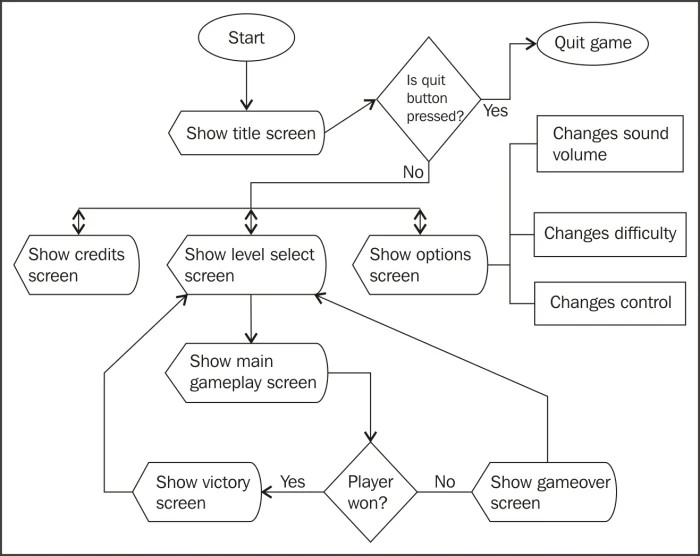 Start
Quit game
Is quit
button
pressed?
Yes
Show title screen
Changes sound
volume
No
Show credits
screen
Show level select
screen
Show options
screen
Changes difficulty
Changes control
Show main
gameplay screen
Show victory
screen
Yes
Player
won?
No
Show gameover
screen